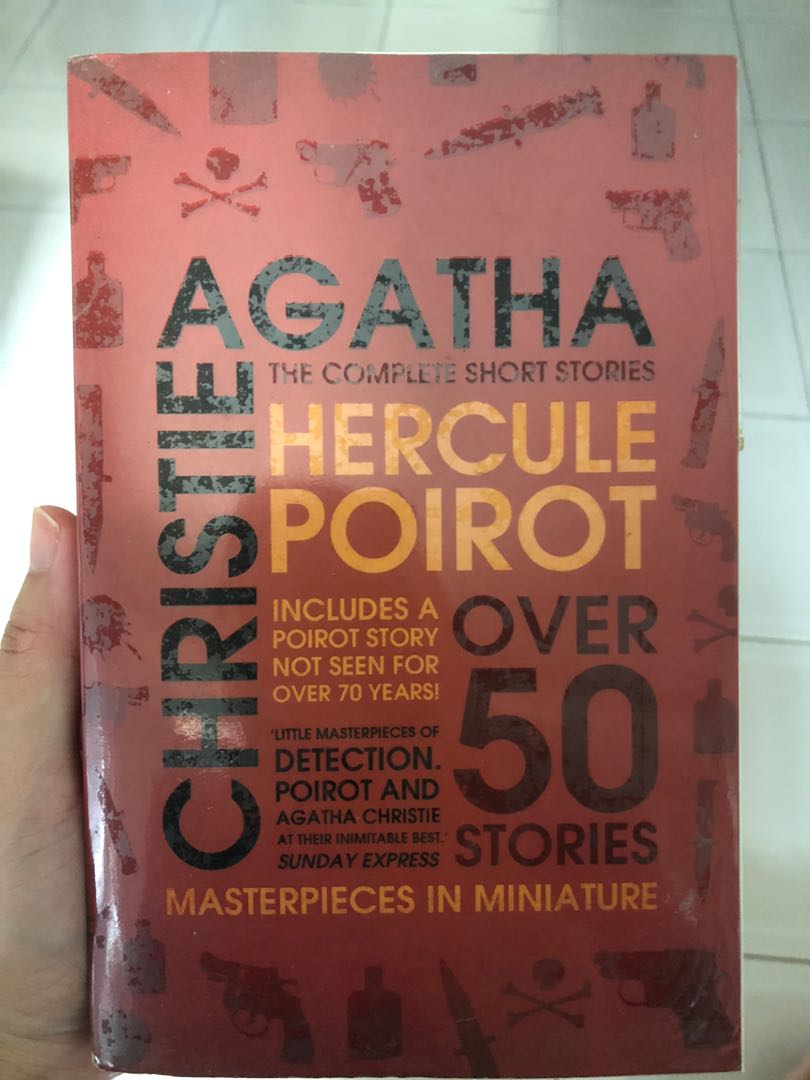 AGATHA
CHRISTIE
THE COMPLETE SHORT STORIES
HERCULE
POIROT
INCLUDES A
POIROT STORY
NOT SEEN FOR
OVER 70 YEARS!
'LITTLE MASTERPIECES OF
DETECTION.
POIROT AND
AGATHA CHRISTIE
AT THEIR INIMITABLE BEST.'
SUNDAY EXPRESS
OVER
50
STORIES
MASTERPIECES IN MINIATURE